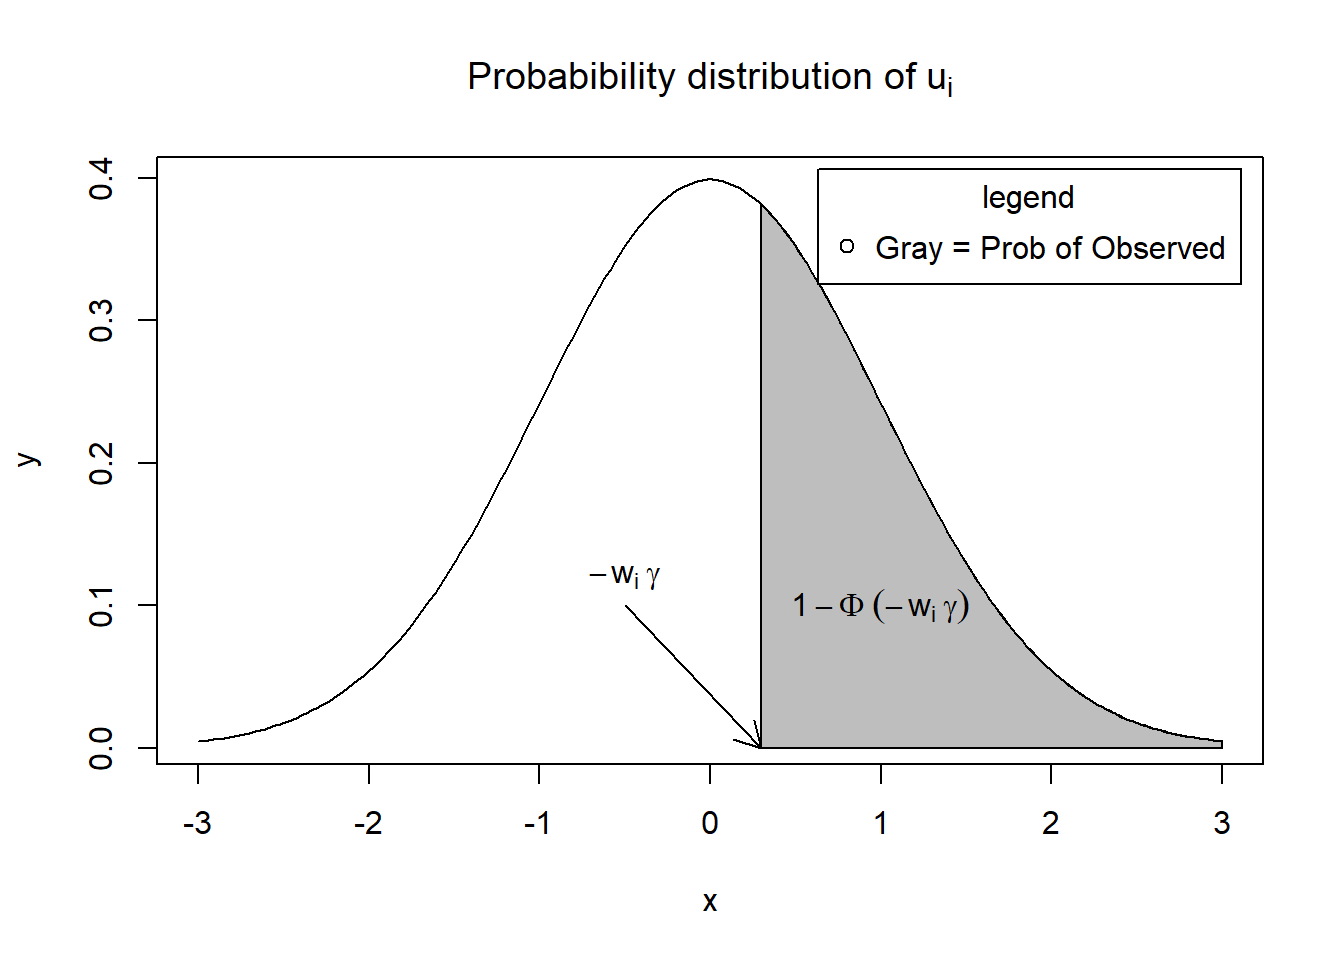 Probabibility distribution of uᵢ
legend
Gray = Prob of Observed
y
0.4
0.3
0.2
0.1
0.0
−wᵢ γ
1 − Φ (−wᵢ γ)
-3 -2 -1 0 1 2 3
x